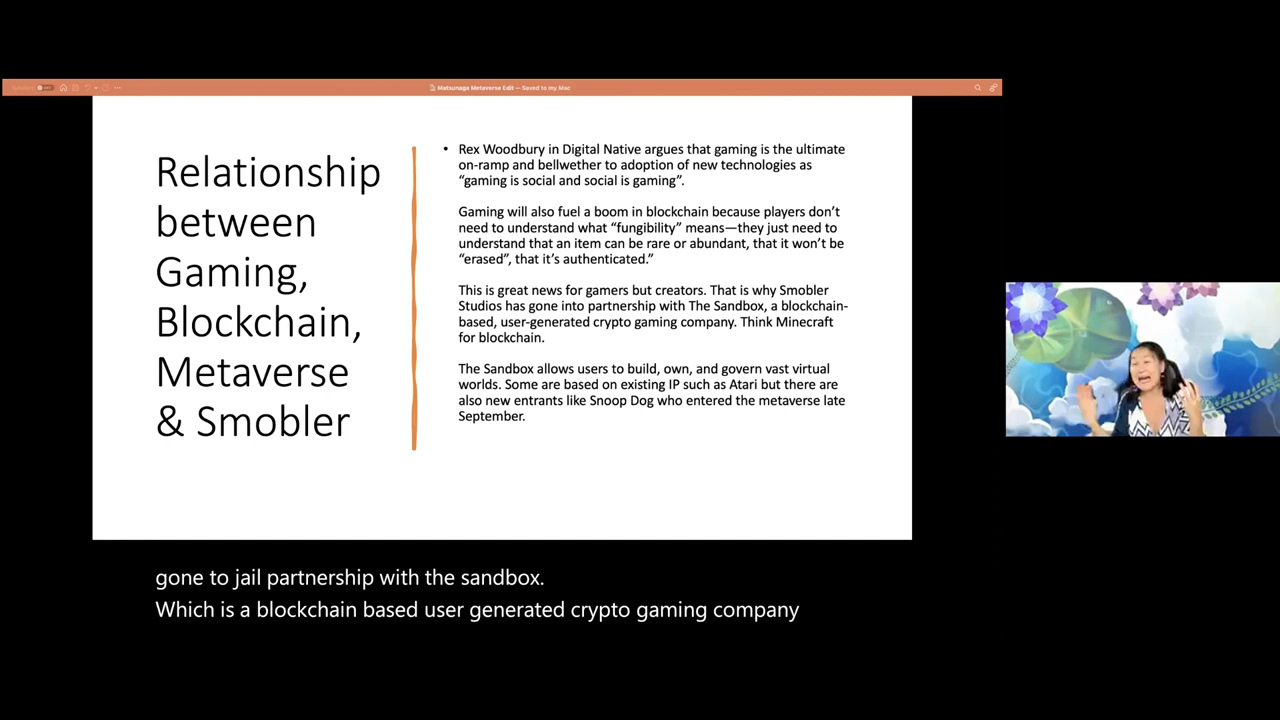 Matsunaga Metaverse Edit — Saved to my Mac
Relationship
between
Gaming,
Blockchain,
Metaverse
& Smobler
• Rex Woodbury in Digital Native argues that gaming is the ultimate
on-ramp and bellwether to adoption of new technologies as
“gaming is social and social is gaming”.
Gaming will also fuel a boom in blockchain because players don’t
need to understand what “fungibility” means—they just need to
understand that an item can be rare or abundant, that it won’t be
“erased”, that it’s authenticated.”
This is great news for gamers but creators. That is why Smobler
Studios has gone into partnership with The Sandbox, a blockchain-
based, user-generated crypto gaming company. Think Minecraft
for blockchain.
The Sandbox allows users to build, own, and govern vast virtual
worlds. Some are based on existing IP such as Atari but there are
also new entrants like Snoop Dog who entered the metaverse late
September.
gone to jail partnership with the sandbox.
Which is a blockchain based user generated crypto gaming company